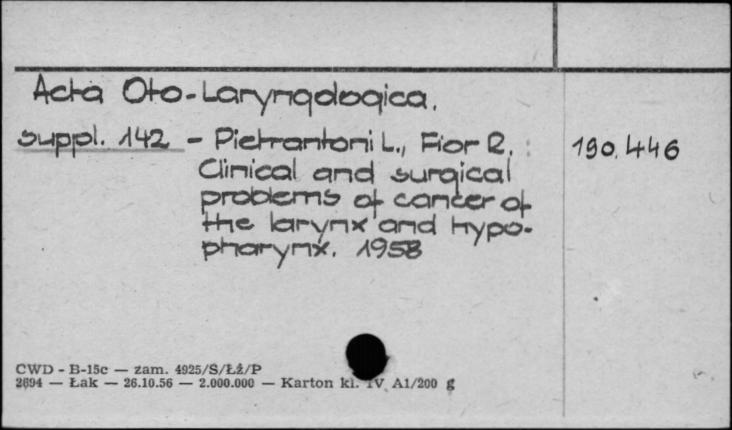 Acta Oto-Laryngologica.
Suppl. 142 - Pietrantoni L., Fior R. : 190.446
Clinical and surgical
problems of cancer of
the larynx and hypo-
pharynx. 1958
CWD - B-15c — zam. 4925/S/ŁŻ/P
2694 — Łak — 26.10.56 — 2.000.000 — Karton kl. IV A1/200 g